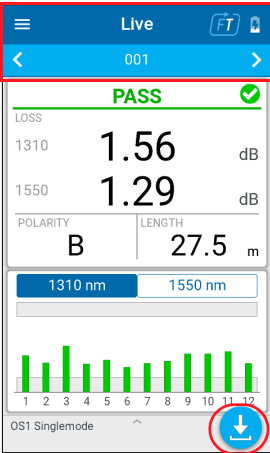 Live FT
001
PASS
LOSS
1310 1.56 dB
1550 1.29 dB
POLARITY LENGTH
B 27.5 m
1310 nm 1550 nm
1 2 3 4 5 6 7 8 9 10 11 12
OS1 Singlemode